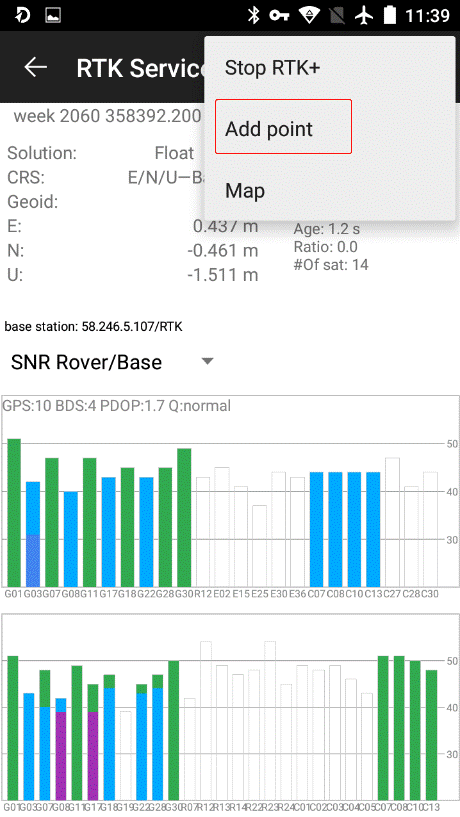 11:39
RTK Service
Stop RTK+
Add point
Map
week 2060 358392.200
Solution: Float
CRS: E/N/U—Ba
Geoid:
E: 0.437 m
N: -0.461 m
U: -1.511 m
Age: 1.2 s
Ratio: 0.0
#Of sat: 14
base station: 58.246.5.107/RTK
SNR Rover/Base
GPS:10 BDS:4 PDOP:1.7 Q:normal
50
40
30
G01 G03 G07 G08 G11 G17 G18 G22 G28 G30 R12 E02 E15 E25 E30 E36 C07 C08 C10 C13 C27 C28 C30
50
40
30
G01 G03 G07 G08 G11 G17 G18 G19 G22 G28 G30 R07 R12 R13 R14 R22 R23 R24 C01 C02 C03 C04 C05 C07 C08 C10 C13